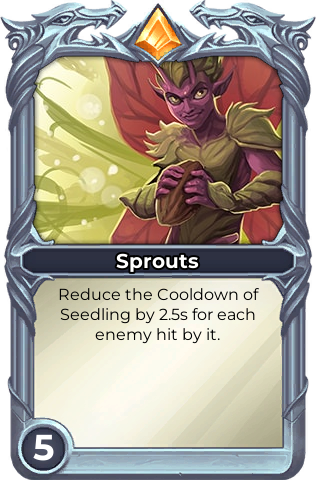 Sprouts
Reduce the Cooldown of
Seedling by 2.5s for each
enemy hit by it.
5